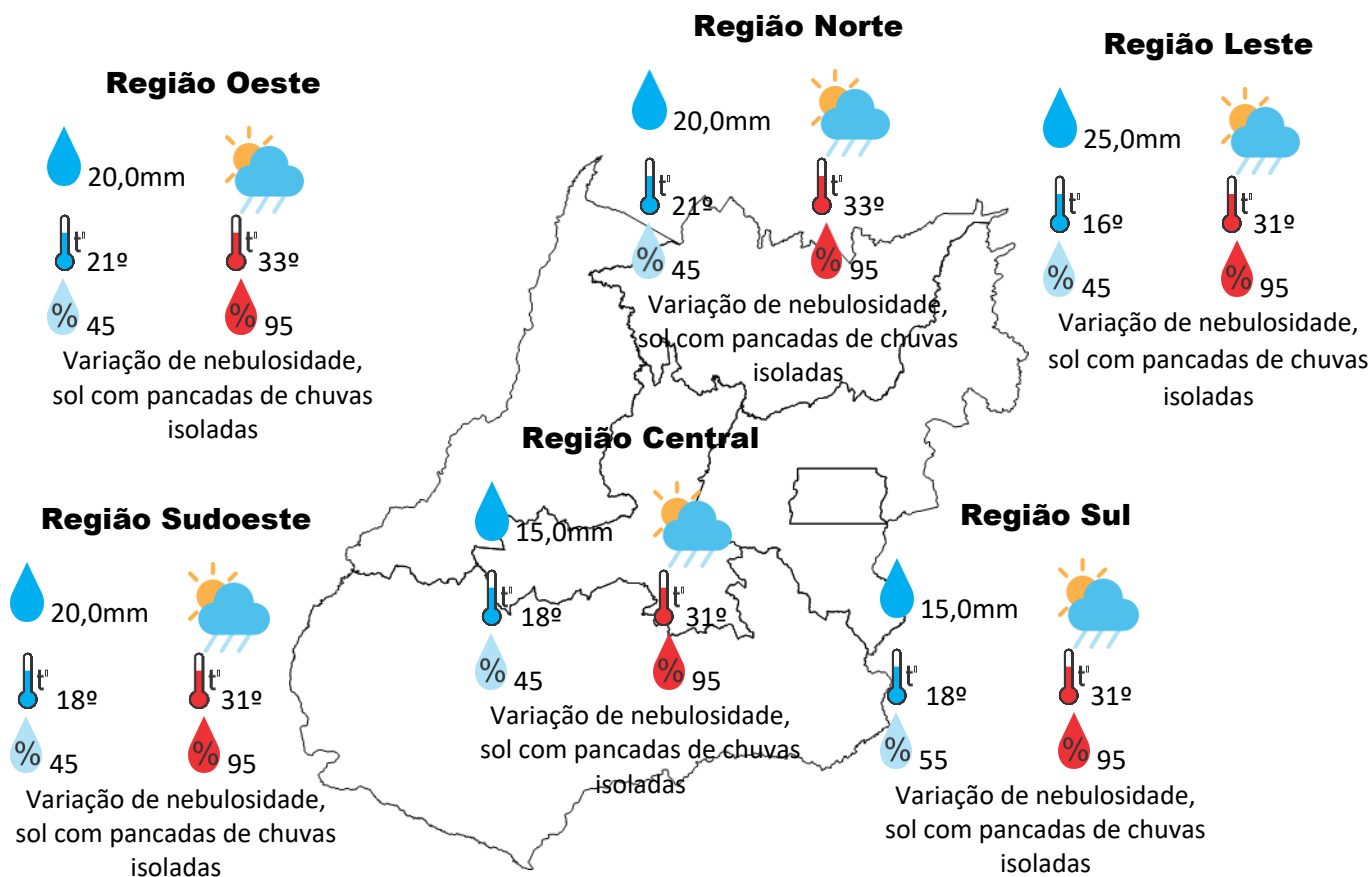 Região Norte
20,0mm
t°
21º
t°
33º
%
45
%
95
Variação de nebulosidade,
sol com pancadas de chuvas
isoladas
Região Leste
25,0mm
t°
16º
t°
31º
%
45
%
95
Variação de nebulosidade,
sol com pancadas de chuvas
isoladas
Região Oeste
20,0mm
t°
21º
t°
33º
%
45
%
95
Variação de nebulosidade,
sol com pancadas de chuvas
isoladas
Região Central
15,0mm
t°
18º
t°
31º
%
45
%
95
Variação de nebulosidade,
sol com pancadas de chuvas
isoladas
Região Sudoeste
20,0mm
t°
18º
t°
31º
%
45
%
95
Variação de nebulosidade,
sol com pancadas de chuvas
isoladas
Região Sul
15,0mm
t°
18º
t°
31º
%
55
%
95
Variação de nebulosidade,
sol com pancadas de chuvas
isoladas